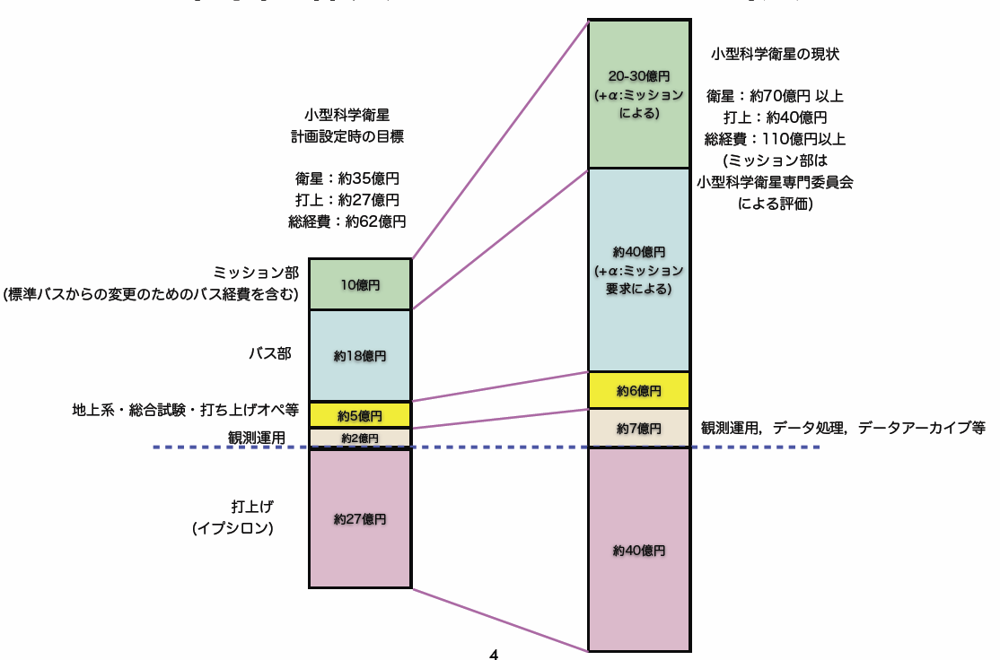 小型科学衛星
計画設定時の目標
衛星：約35億円
打上：約27億円
総経費：約62億円
ミッション部
(標準バスからの変更のためのバス経費を含む)
バス部
地上系・総合試験・打ち上げオペ等
観測運用
打上げ
(イプシロン)
10億円
約18億円
約5億円
約2億円
約27億円
20-30億円
(+α:ミッション
による)
約40億円
(+α:ミッション
要求による)
約6億円
約7億円
約40億円
小型科学衛星の現状
衛星：約70億円 以上
打上：約40億円
総経費：110億円以上
(ミッション部は
小型科学衛星専門委員会
による評価)
観測運用，データ処理，データアーカイブ等
4